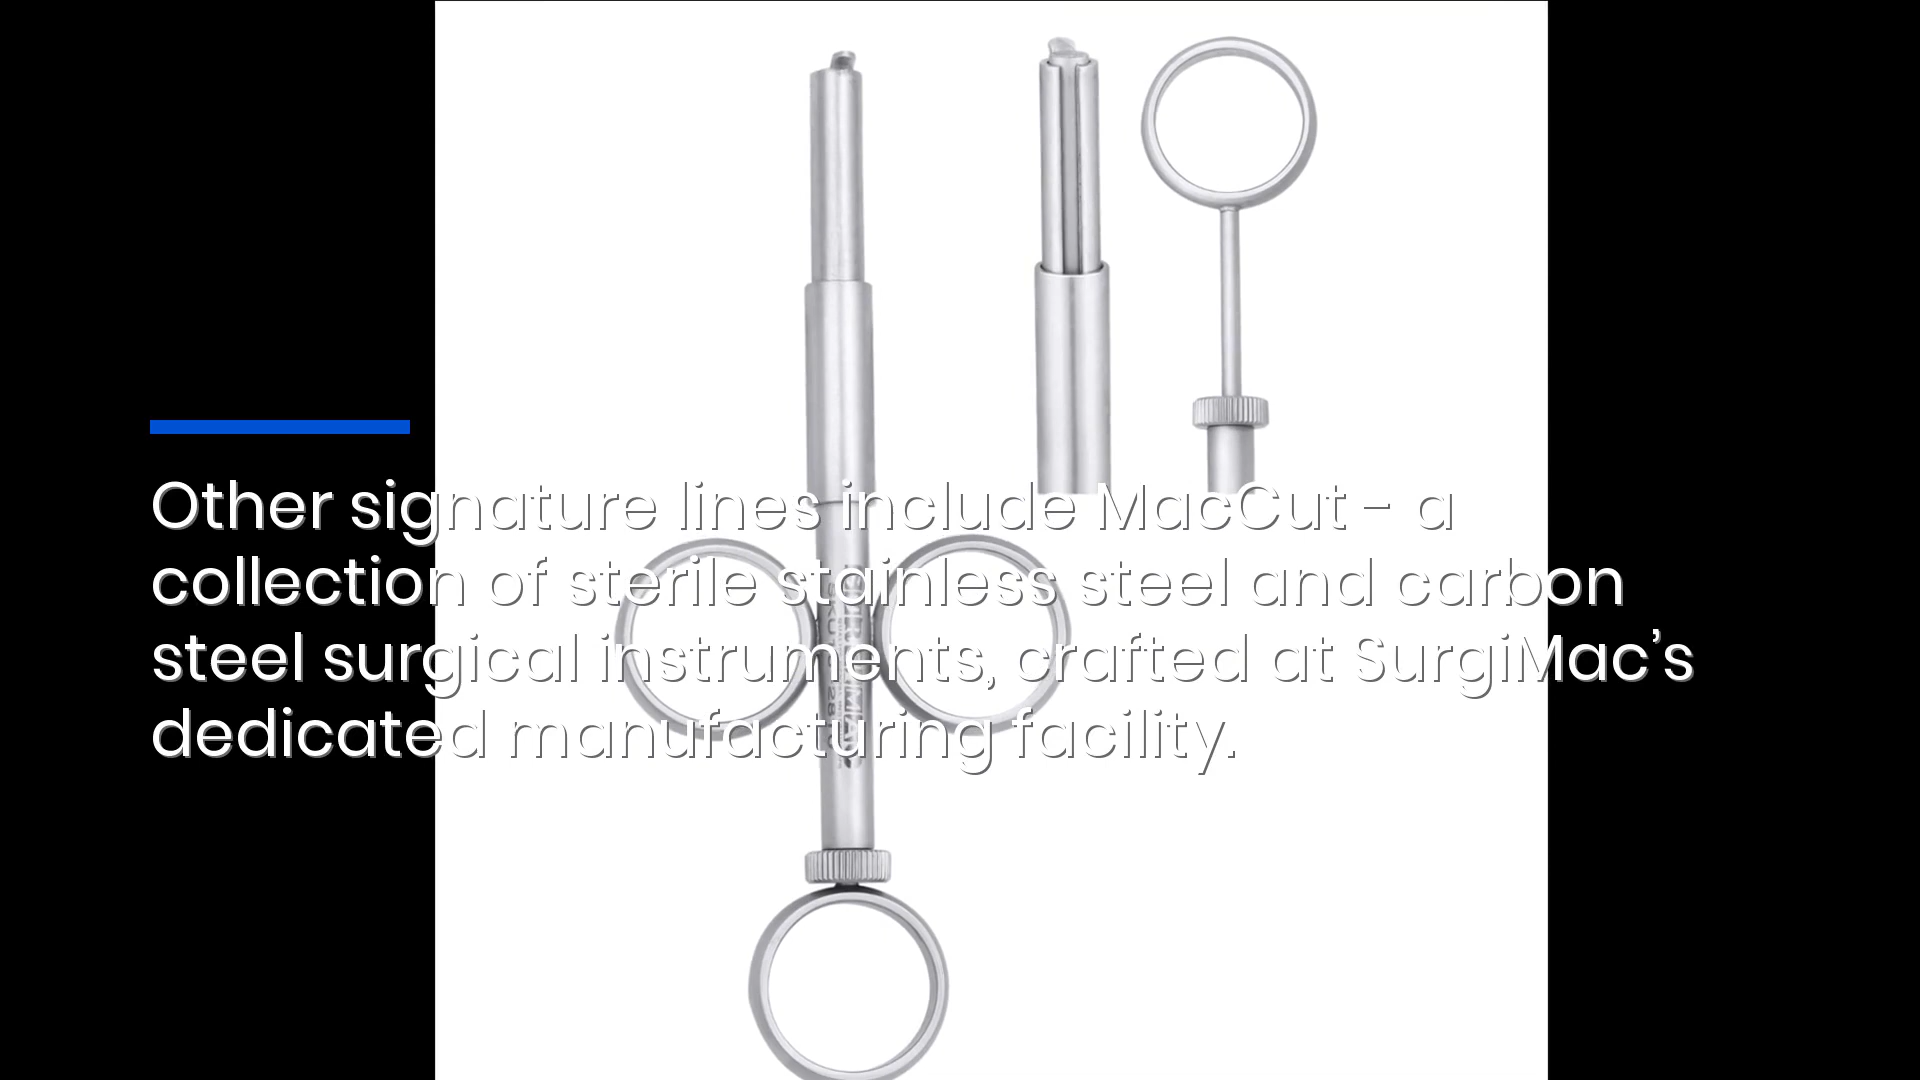 Other signature lines include MacCut - a
collection of sterile stainless steel and carbon
steel surgical instruments, crafted at SurgiMac's
dedicated manufacturing facility.